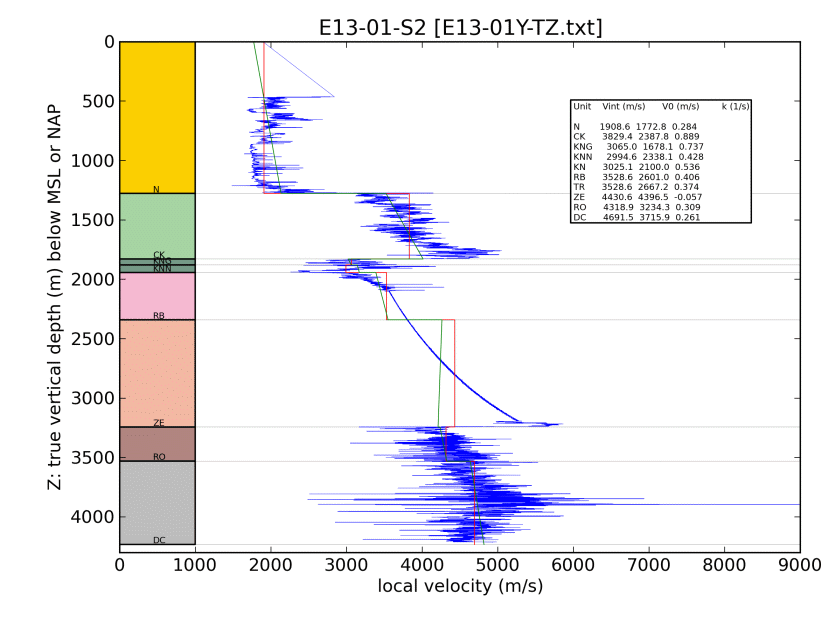 E13-01-S2 [E13-01Y-TZ.txt]
Z: true vertical depth (m) below MSL or NAP
0
500
1000
1500
2000
2500
3000
3500
4000
N
CK
KNG
KNN
RB
ZE
RO
DC
Unit Vint (m/s) V0 (m/s) k (1/s)
N 1908.6 1772.8 0.284
CK 3829.4 2387.8 0.889
KNG 3065.0 1678.1 0.737
KNN 2994.6 2338.1 0.428
KN 3025.1 2100.0 0.536
RB 3528.6 2601.0 0.406
TR 3528.6 2667.2 0.374
ZE 4430.6 4396.5 -0.057
RO 4318.9 3234.3 0.309
DC 4691.5 3715.9 0.261
0 1000 2000 3000 4000 5000 6000 7000 8000 9000
local velocity (m/s)